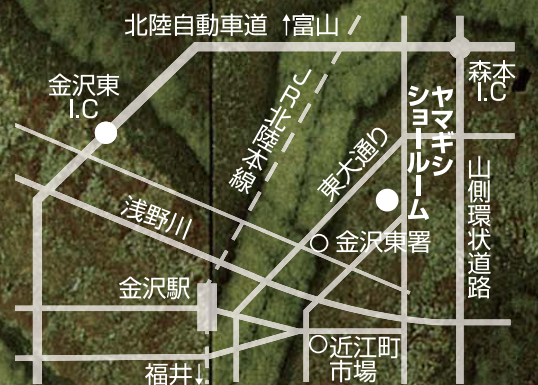 北陸自動車道 ↑富山
金沢東
I.C
森本
I.C
JR北陸本線
ヤマギシ
ショールーム
東大通り
山側環状道路
浅野川
金沢東署
金沢駅
近江町
市場
福井↓